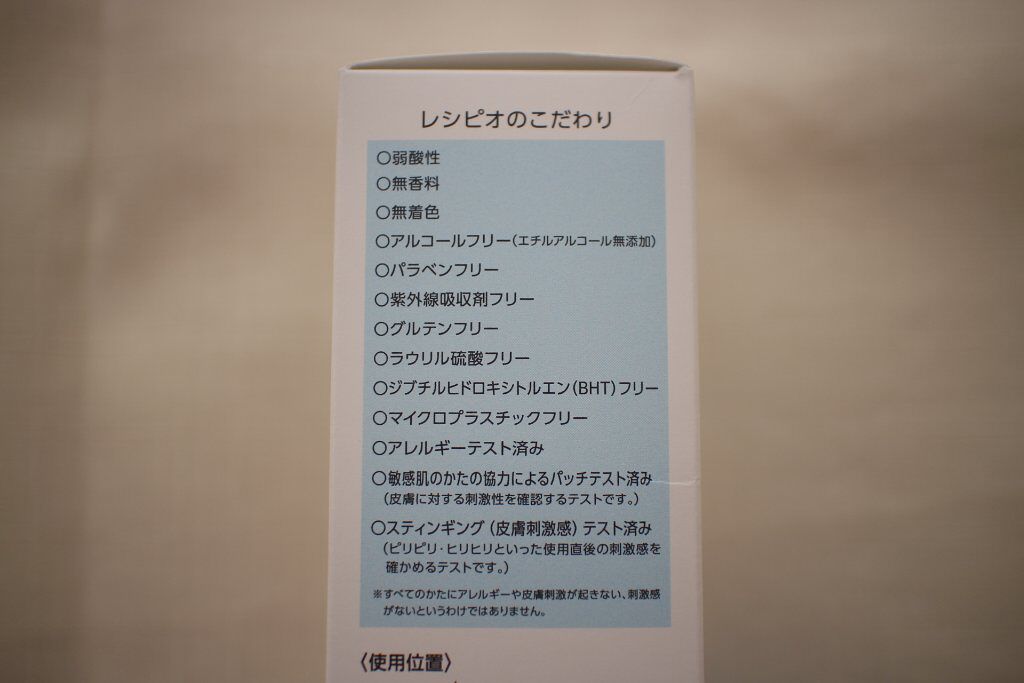 レシピオのこだわり
○弱酸性
○無香料
○無着色
○アルコールフリー(エチルアルコール無添加)
○パラベンフリー
○紫外線吸収剤フリー
○グルテンフリー
○ラウリル硫酸フリー
○ジブチルヒドロキシトルエン(BHT)フリー
○マイクロプラスチックフリー
○アレルギーテスト済み
○敏感肌のかたの協力によるパッチテスト済み
(皮膚に対する刺激性を確認するテストです。)
○スティンギング(皮膚刺激感)テスト済み
(ピリピリ・ヒリヒリといった使用直後の刺激感を
確かめるテストです。)
※すべてのかたにアレルギーや皮膚刺激が起きない、刺激感
がないというわけではありません。
〈使用位置〉